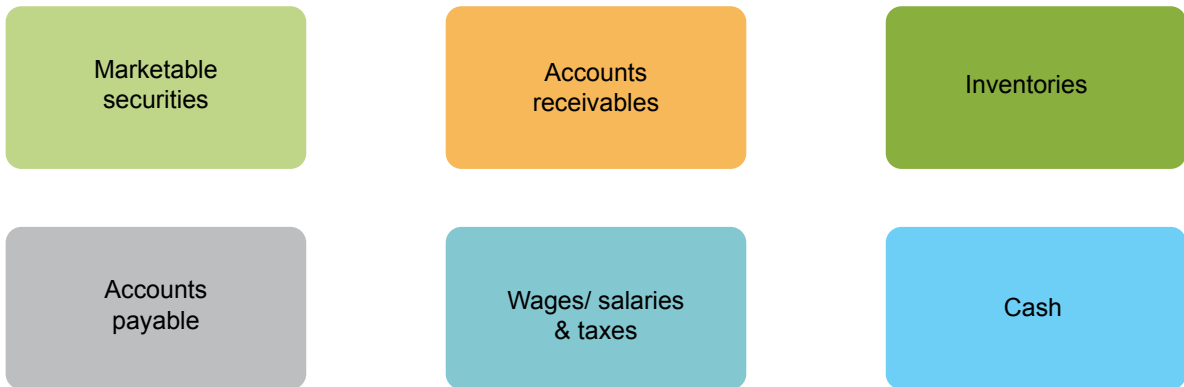 Marketable
securities
Accounts
receivables
Inventories
Accounts
payable
Wages/ salaries
& taxes
Cash